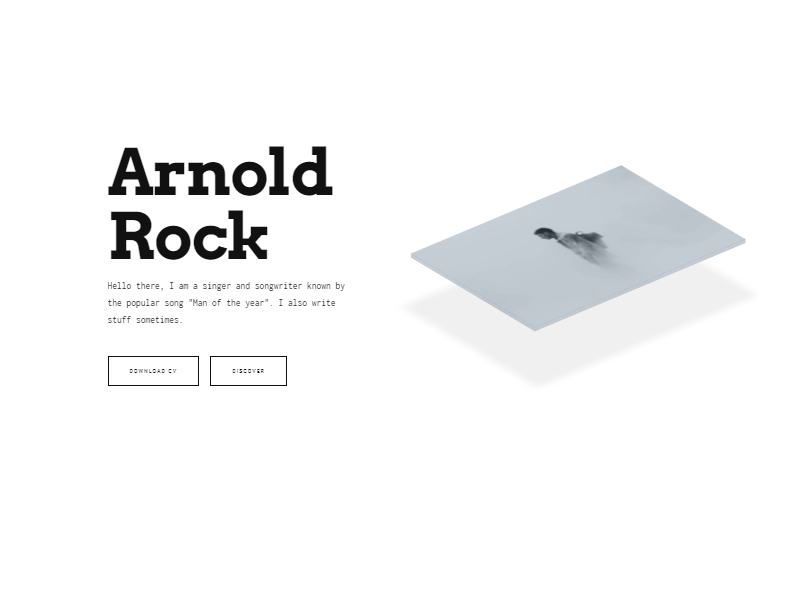 Arnold
Rock
Hello there, I am a singer and songwriter known by
the popular song "Man of the year". I also write
stuff sometimes.
DOWNLOAD CV
DISCOVER